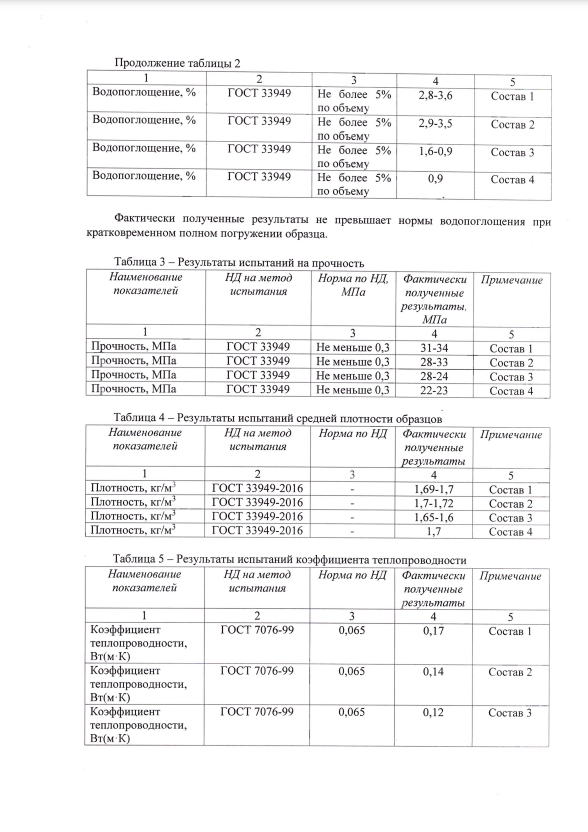 Продолжение таблицы 2
1 2 3 4 5
Водопоглощение, % ГОСТ 33949 Не более 5% 2,8-3,6 Состав 1
по объему
Водопоглощение, % ГОСТ 33949 Не более 5% 2,9-3,5 Состав 2
по объему
Водопоглощение, % ГОСТ 33949 Не более 5% 1,6-0,9 Состав 3
по объему
Водопоглощение, % ГОСТ 33949 Не более 5% 0,9 Состав 4
по объему
Фактически полученные результаты не превышает нормы водопоглощения при
кратковременном полном погружении образца.
Таблица 3 – Результаты испытаний на прочность
Наименование НД на метод Норма по НД, Фактически Примечание
показателей испытания МПа полученные
результаты,
МПа
1 2 3 4 5
Прочность, МПа ГОСТ 33949 Не меньше 0,3 31-34 Состав 1
Прочность, МПа ГОСТ 33949 Не меньше 0,3 28-33 Состав 2
Прочность, МПа ГОСТ 33949 Не меньше 0,3 28-24 Состав 3
Прочность, МПа ГОСТ 33949 Не меньше 0,3 22-23 Состав 4
Таблица 4 – Результаты испытаний средней плотности образцов
Наименование НД на метод Норма по НД Фактически Примечание
показателей испытания полученные
результаты
1 2 3 4 5
Плотность, кг/м³ ГОСТ 33949-2016 - 1,69-1,7 Состав 1
Плотность, кг/м³ ГОСТ 33949-2016 - 1,7-1,72 Состав 2
Плотность, кг/м³ ГОСТ 33949-2016 - 1,65-1,6 Состав 3
Плотность, кг/м³ ГОСТ 33949-2016 - 1,7 Состав 4
Таблица 5 – Результаты испытаний коэффициента теплопроводности
Наименование НД на метод Норма по НД Фактически Примечание
показателей испытания полученные
результаты
1 2 3 4 5
Коэффициент ГОСТ 7076-99 0,065 0,17 Состав 1
теплопроводности,
Вт(м·К)
Коэффициент ГОСТ 7076-99 0,065 0,14 Состав 2
теплопроводности,
Вт(м·К)
Коэффициент ГОСТ 7076-99 0,065 0,12 Состав 3
теплопроводности,
Вт(м·К)